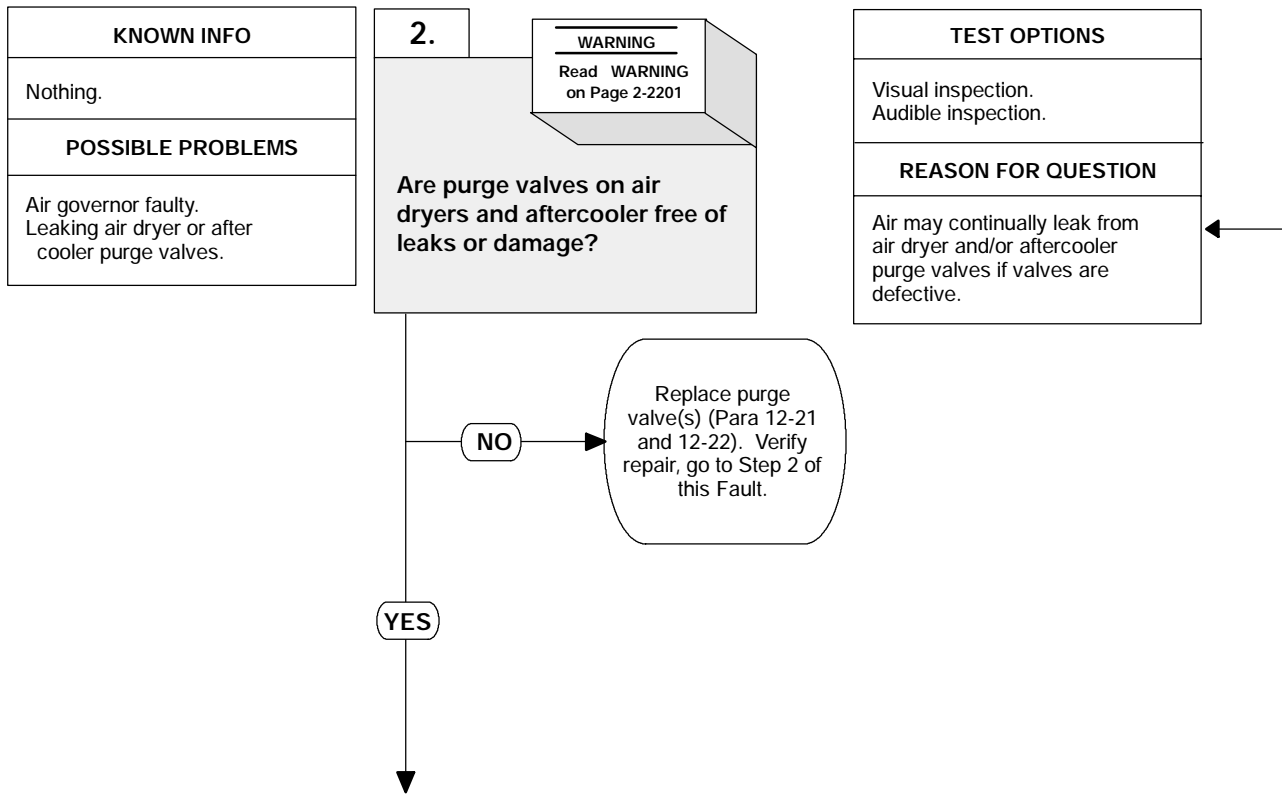 KNOWN INFO
Nothing.
POSSIBLE PROBLEMS
Air governor faulty.
Leaking air dryer or after
cooler purge valves.
2.
WARNING
Read WARNING
on Page 2-2201
Are purge valves on air
dryers and aftercooler free of
leaks or damage?
TEST OPTIONS
Visual inspection.
Audible inspection.
REASON FOR QUESTION
Air may continually leak from
air dryer and/or aftercooler
purge valves if valves are
defective.
NO
Replace purge
valve(s) (Para 12-21
and 12-22). Verify
repair, go to Step 2 of
this Fault.
YES